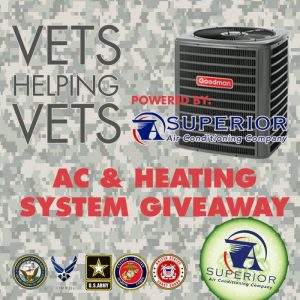 VETS
HELPING
VETS
Goodman
POWERED BY:
SUPERIOR
Air Conditioning Company
AC & HEATING
SYSTEM GIVEAWAY
U.S.ARMY
SUPERIOR
Air Conditioning Company